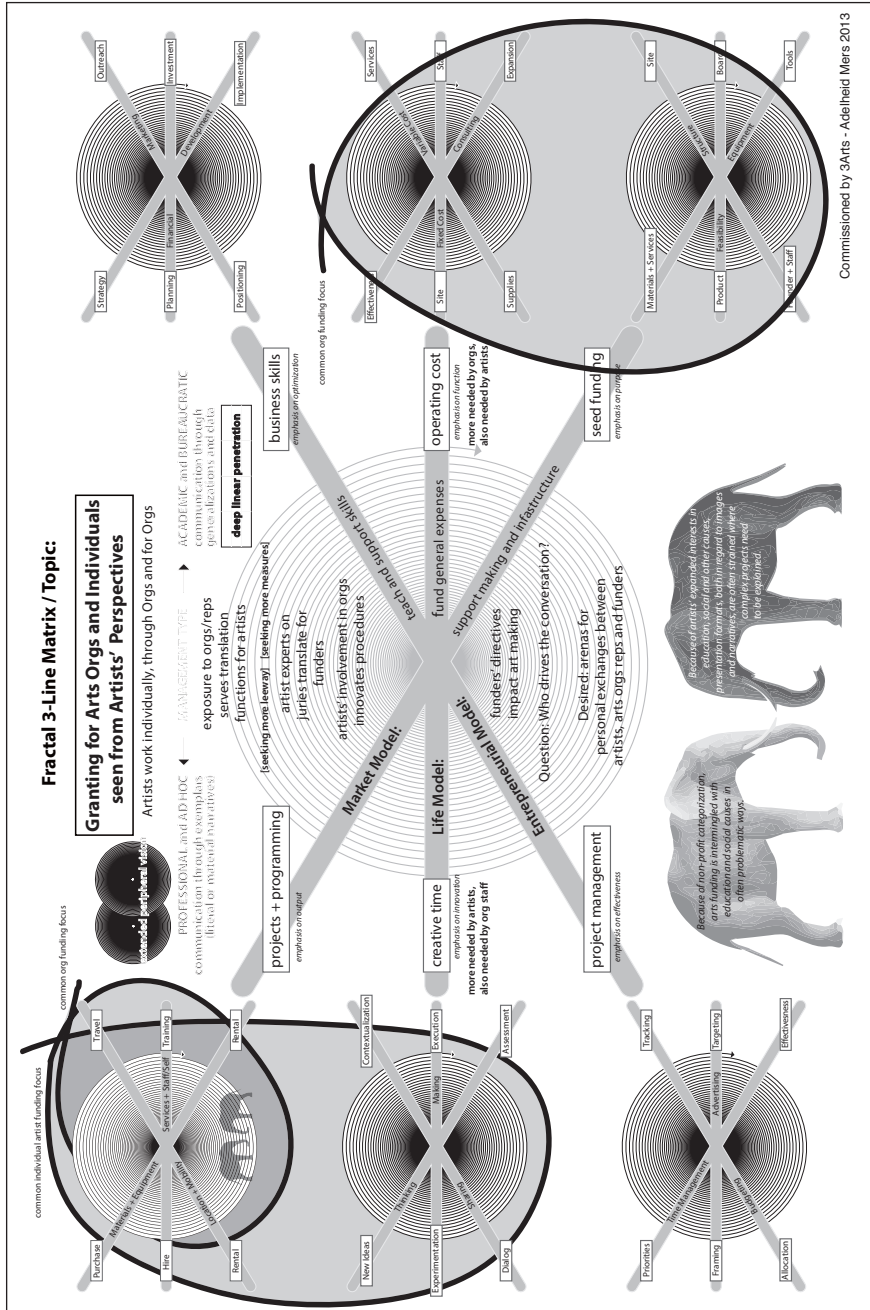 Fractal 3-Line Matrix / Topic:
Granting for Arts Orgs and Individuals
seen from Artists' Perspectives
Artists work individually, through Orgs and for Orgs
extended peripheral vision
PROFESSIONAL and AD HOC
communication through exemplars
(literal or material narratives)
MANAGEMENT TYPE
ACADEMIC and BUREAUCRATIC
communication through
generalizations and data
deep linear penetration
exposure to orgs/reps
serves translation
functions for artists
[seeking more leeway] [seeking more measures]
artist experts on
juries translate for
funders
artists' involvement in orgs
innovates procedures
Market Model:
teach and support skills
Life Model:
fund general expenses
Entrepreneurial Model:
support making and infastructure
funders' directives
impact art making
Question: Who drives the conversation?
Desired: arenas for
personal exchanges between
artists, arts orgs reps and funders
projects + programming
emphasis on output
creative time
emphasis on innovation
more needed by artists,
also needed by org staff
project management
emphasis on effectiveness
business skills
emphasis on optimization
operating cost
emphasis on function
more needed by orgs,
also needed by artists
seed funding
emphasis on purpose
Because of non-profit categorization,
arts funding is intermingled with
education and social causes in
often problematic ways.
Because of artists' expanded interests in
education, social and other causes,
presentation formats, both in regard to images
and narratives, are often strained where
complex projects need
to be explained.
common individual artist funding focus
common org funding focus
Purchase
Travel
Materials + Equipment
Hire
Services + Staff/Self
Training
Location + Mobility
Rental
Rental
New Ideas
Contextualization
Thinking
Experimentation
Making
Execution
Sharing
Dialog
Assessment
Priorities
Tracking
Time Management
Framing
Advertising
Targeting
Budgeting
Allocation
Effectiveness
Strategy
Outreach
Marketing
Planning
Financial
Investment
Development
Positioning
Implementation
common org funding focus
Effectiveness
Services
Variable Cost
Site
Fixed Cost
Staff
Consulting
Supplies
Expansion
Materials + Services
Site
Structure
Product
Feasibility
Board
Equipment
Founder + Staff
Tools
Commissioned by 3Arts - Adelheid Mers 2013